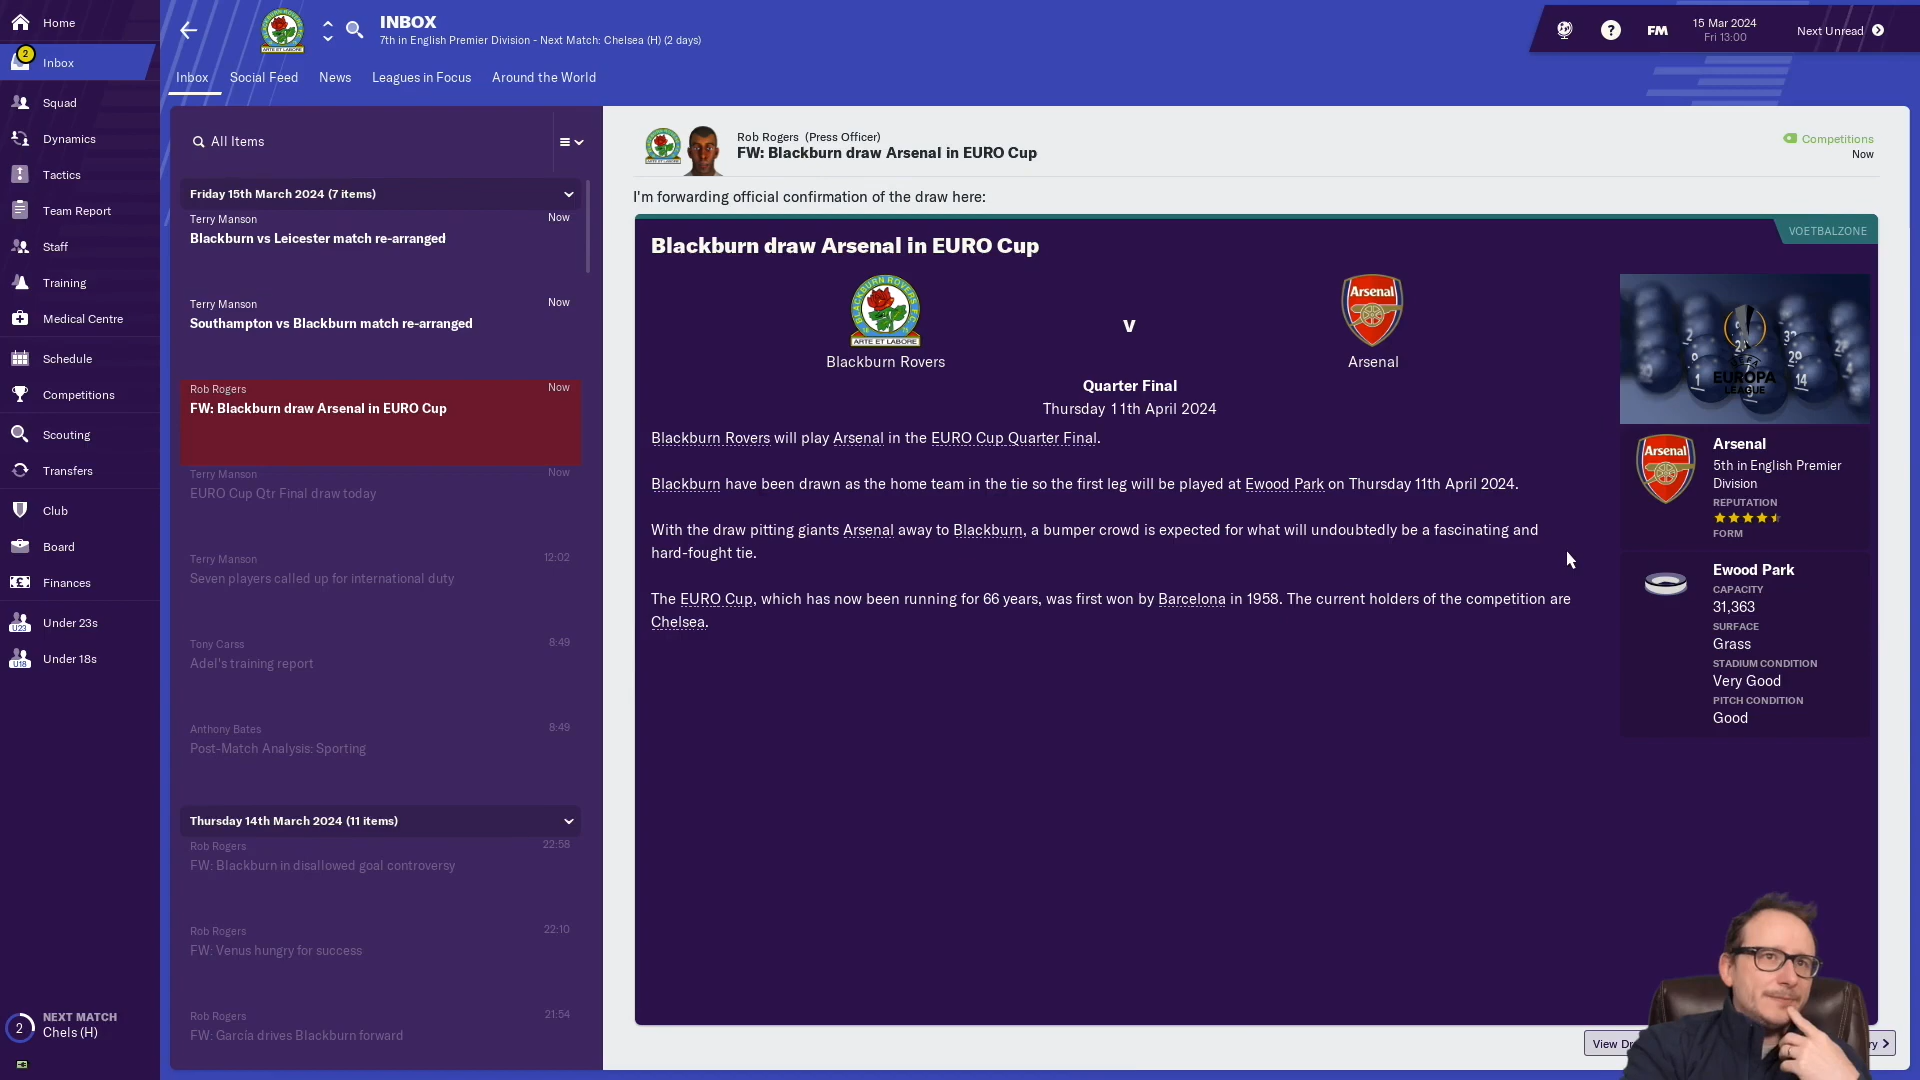 Home
2
Inbox
Squad
Dynamics
Tactics
Team Report
Staff
Training
Medical Centre
Schedule
Competitions
Scouting
Transfers
Club
Board
Finances
U23
Under 23s
U18
Under 18s
2
NEXT MATCH
Chels (H)
INBOX
7th in English Premier Division - Next Match: Chelsea (H) (2 days)
Inbox
Social Feed
News
Leagues in Focus
Around the World
?
FM
15 Mar 2024
Fri 13:00
Next Unread
All Items
Friday 15th March 2024 (7 items)
Terry Manson
Now
Blackburn vs Leicester match re-arranged
Terry Manson
Now
Southampton vs Blackburn match re-arranged
Rob Rogers
Now
FW: Blackburn draw Arsenal in EURO Cup
Terry Manson
Now
EURO Cup Qtr Final draw today
Terry Manson
12:02
Seven players called up for international duty
Tony Carss
8:49
Adel's training report
Anthony Bates
8:49
Post-Match Analysis: Sporting
Thursday 14th March 2024 (11 items)
Rob Rogers
22:58
FW: Blackburn in disallowed goal controversy
Rob Rogers
22:10
FW: Venus hungry for success
Rob Rogers
21:54
FW: García drives Blackburn forward
Rob Rogers (Press Officer)
FW: Blackburn draw Arsenal in EURO Cup
Competitions
Now
I'm forwarding official confirmation of the draw here:
VOETBALZONE
Blackburn draw Arsenal in EURO Cup
BLACKBURN ROVERS F.C.
ARTE ET LABORE
Blackburn Rovers
v
Arsenal
Arsenal
Quarter Final
Thursday 11th April 2024
Blackburn Rovers will play Arsenal in the EURO Cup Quarter Final.
Blackburn have been drawn as the home team in the tie so the first leg will be played at Ewood Park on Thursday 11th April 2024.
With the draw pitting giants Arsenal away to Blackburn, a bumper crowd is expected for what will undoubtedly be a fascinating and
hard-fought tie.
The EURO Cup, which has now been running for 66 years, was first won by Barcelona in 1958. The current holders of the competition are
Chelsea.
UEFA
EUROPA
LEAGUE
Arsenal
Arsenal
5th in English Premier
Division
REPUTATION
FORM
Ewood Park
CAPACITY
31,363
SURFACE
Grass
STADIUM CONDITION
Very Good
PITCH CONDITION
Good
View